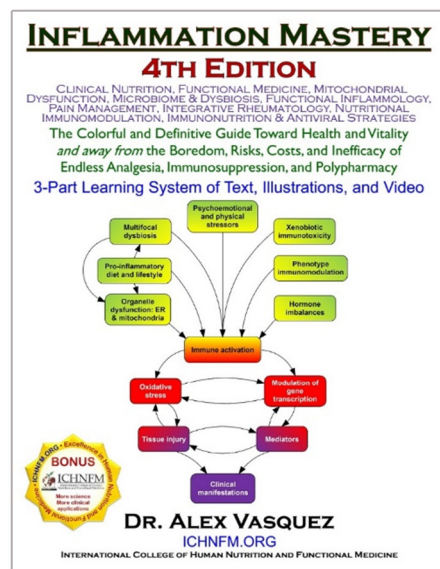 INFLAMMATION MASTERY
4TH EDITION
CLINICAL NUTRITION, FUNCTIONAL MEDICINE, MITOCHONDRIAL
DYSFUNCTION, MICROBIOME & DYSBIOSIS, FUNCTIONAL INFLAMMOLOGY,
PAIN MANAGEMENT, INTEGRATIVE RHEUMATOLOGY, NUTRITIONAL
IMMUNOMODULATION, IMMUNONUTRITION & ANTIVIRAL STRATEGIES
The Colorful and Definitive Guide Toward Health and Vitality
and away from the Boredom, Risks, Costs, and Inefficacy of
Endless Analgesia, Immunosuppression, and Polypharmacy
3-Part Learning System of Text, Illustrations, and Video
Psychoemotional
and physical
stressors
Multifocal
dysbiosis
Xenobiotic
immunotoxicity
Pro-inflammatory
diet and lifestyle
Phenotype
immunomodulation
Organelle
dysfunction: ER
& mitochondria
Hormone
imbalances
Immune activation
Oxidative
stress
Modulation of
gene
transcription
Tissue injury
Mediators
Clinical
manifestations
BONUS
ICHNFM
More science
More clinical
applications
DR. ALEX VASQUEZ
ICHNFM.ORG
INTERNATIONAL COLLEGE OF HUMAN NUTRITION AND FUNCTIONAL MEDICINE